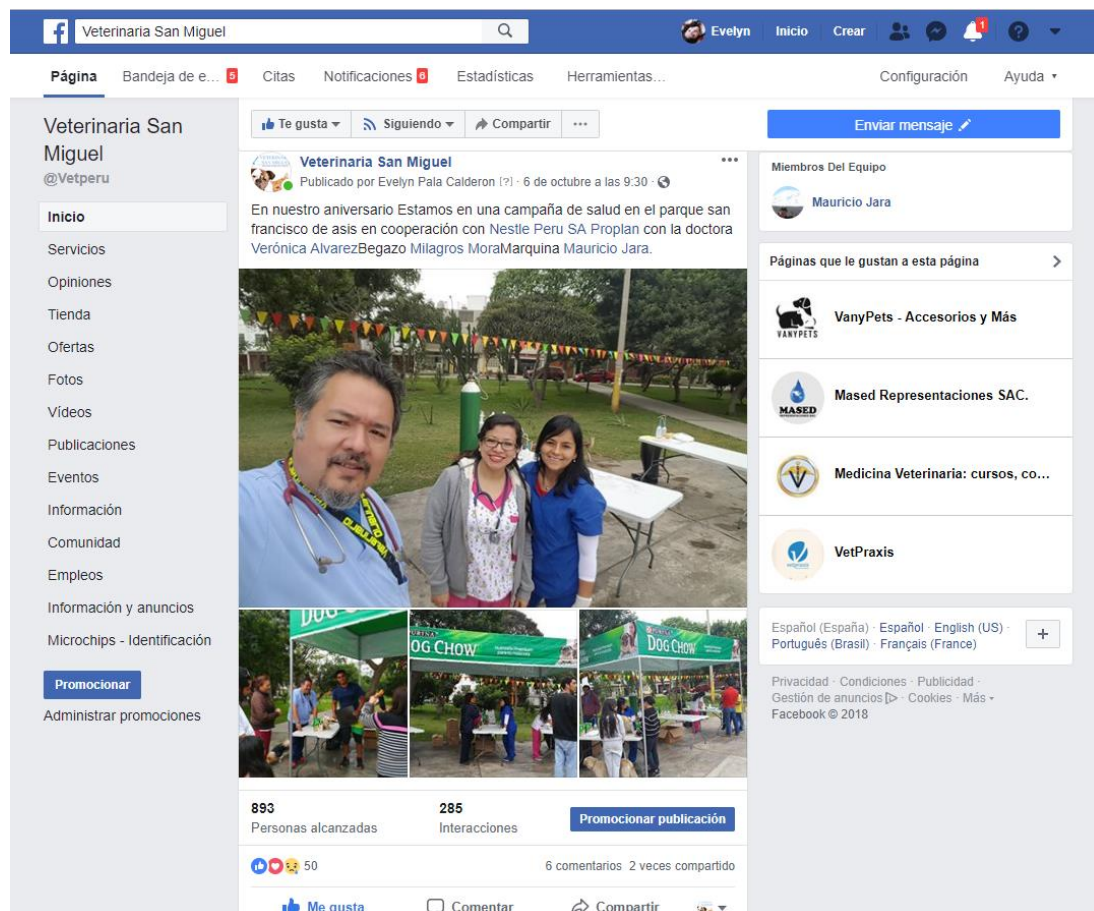 Veterinaria San Miguel
Evelyn
Inicio
Crear
1
Página
Bandeja de e... 5
Citas
Notificaciones 6
Estadísticas
Herramientas...
Configuración
Ayuda
Veterinaria San
Miguel
@Vetperu
Inicio
Servicios
Opiniones
Tienda
Ofertas
Fotos
Vídeos
Publicaciones
Eventos
Información
Comunidad
Empleos
Información y anuncios
Microchips - Identificación
Promocionar
Administrar promociones
Te gusta
Siguiendo
Compartir
Veterinaria San Miguel
Publicado por Evelyn Pala Calderon [?] · 6 de octubre a las 9:30 ·
En nuestro aniversario Estamos en una campaña de salud en el parque san
francisco de asis en cooperación con Nestle Peru SA Proplan con la doctora
Verónica AlvarezBegazo Milagros MoraMarquina Mauricio Jara.
DOG CHOW
OG CHOW
DOG CHOW
893
Personas alcanzadas
285
Interacciones
Promocionar publicación
50
6 comentarios 2 veces compartido
Me gusta
Comentar
Compartir
Enviar mensaje
Miembros Del Equipo
Mauricio Jara
Páginas que le gustan a esta página
VANYPETS
VanyPets - Accesorios y Más
MASED
Mased Representaciones SAC.
Medicina Veterinaria: cursos, co...
VetPraxis
Español (España) · Español · English (US) ·
Português (Brasil) · Français (France)
Privacidad · Condiciones · Publicidad ·
Gestión de anuncios · Cookies · Más
Facebook © 2018